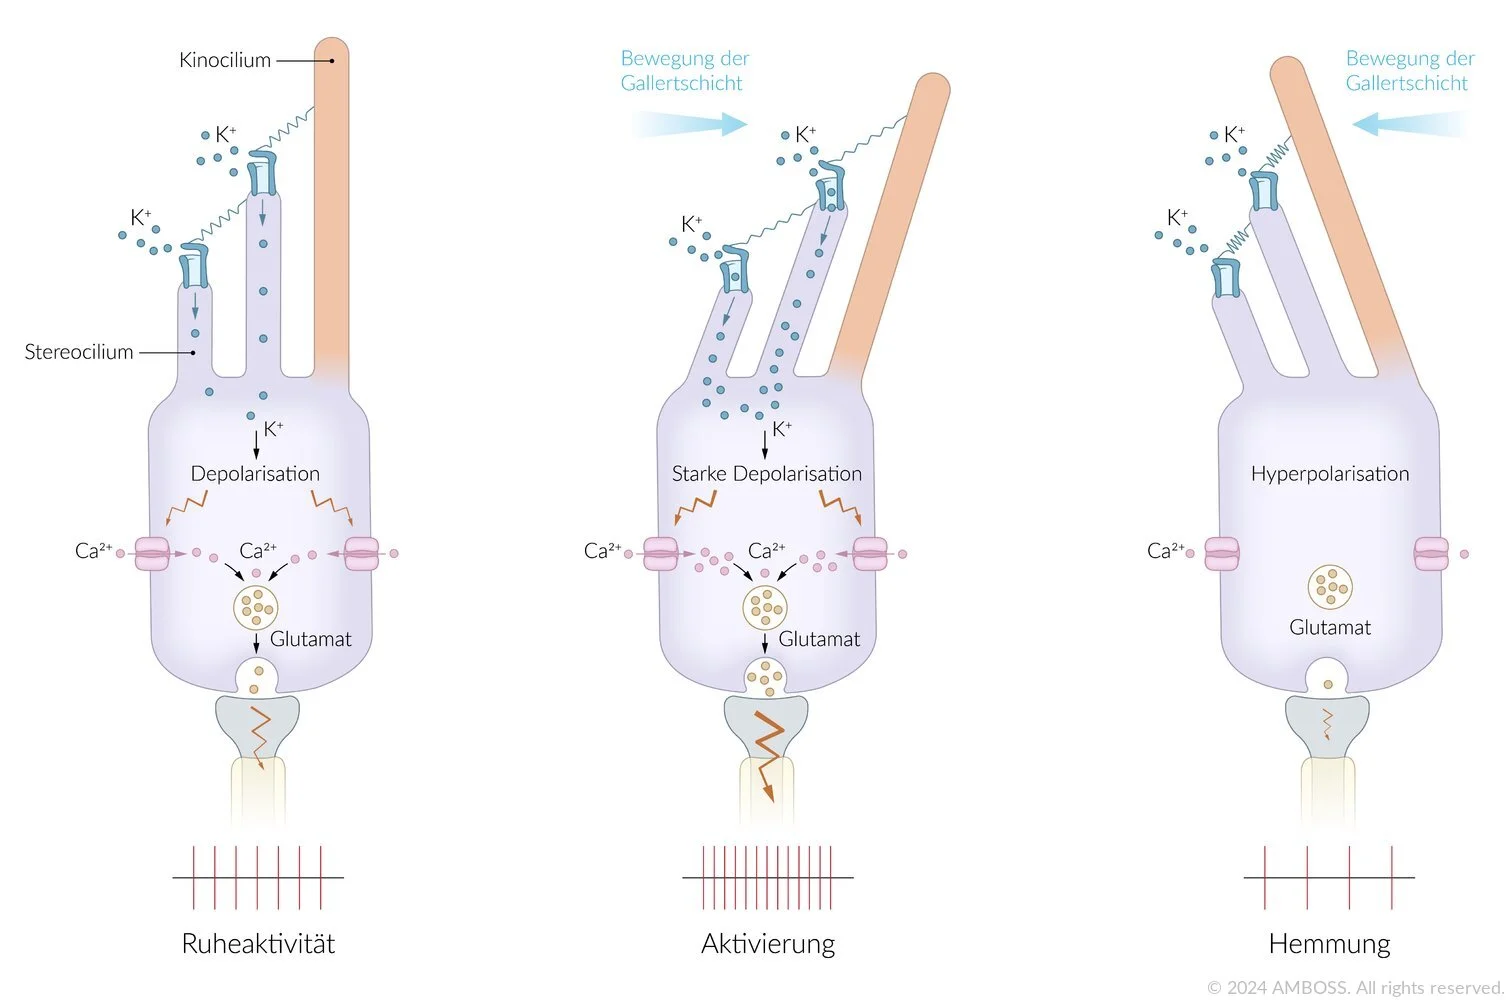 Kinocilium
K⁺
K⁺
Stereocilium
K⁺
Depolarisation
Ca²⁺
Ca²⁺
Glutamat
Ruheaktivität
Bewegung der
Gallertschicht
K⁺
K⁺
K⁺
Starke Depolarisation
Ca²⁺
Ca²⁺
Glutamat
Aktivierung
Bewegung der
Gallertschicht
K⁺
K⁺
Hyperpolarisation
Ca²⁺
Glutamat
Hemmung
© 2024 AMBOSS. All rights reserved.